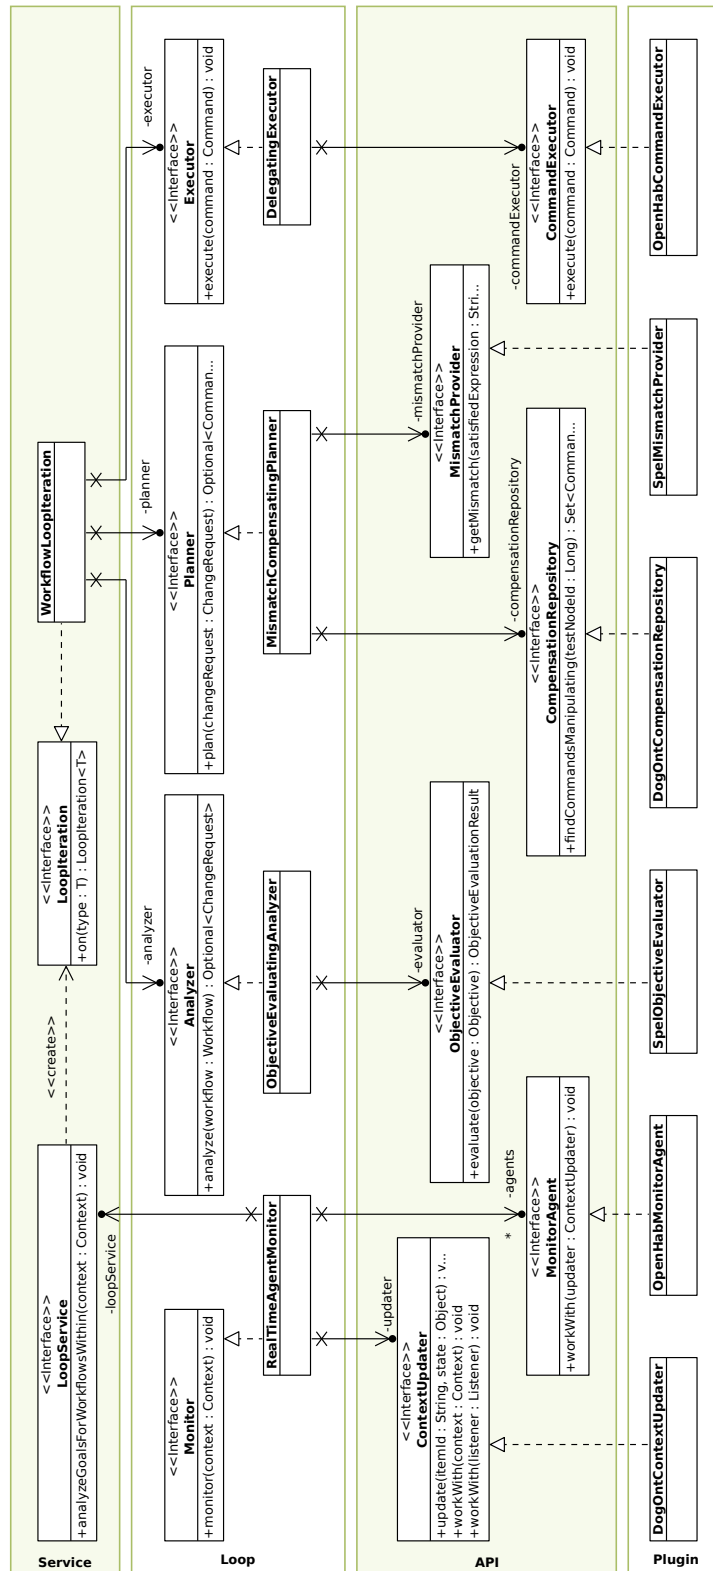 Service
<<Interface>>
LoopService
+analyzeGoalsForWorkflowsWithin(context : Context) : void
<<create>>
<<Interface>>
LoopIteration
+on(type : T) : LoopIteration<T>
WorkflowLoopIteration
-loopService
-analyzer
-planner
-executor
Loop
<<Interface>>
Monitor
+monitor(context : Context) : void
<<Interface>>
Analyzer
+analyze(workflow : Workflow) : Optional<ChangeRequest>
<<Interface>>
Planner
+plan(changeRequest : ChangeRequest) : Optional<Comman...
<<Interface>>
Executor
+execute(command : Command) : void
RealTimeAgentMonitor
ObjectiveEvaluatingAnalyzer
MismatchCompensatingPlanner
DelegatingExecutor
-updater
-agents
*
-evaluator
-compensationRepository
-mismatchProvider
-commandExecutor
API
<<Interface>>
ContextUpdater
+update(itemId : String, state : Object) : v...
+workWith(context : Context) : void
+workWith(listener : Listener) : void
<<Interface>>
ObjectiveEvaluator
+evaluate(objective : Objective) : ObjectiveEvaluationResult
<<Interface>>
MismatchProvider
+getMismatch(satisfiedExpression : Stri...
<<Interface>>
MonitorAgent
+workWith(updater : ContextUpdater) : void
<<Interface>>
CompensationRepository
+findCommandsManipulating(testNodeId : Long) : Set<Comman...
<<Interface>>
CommandExecutor
+execute(command : Command) : void
Plugin
DogOntContextUpdater
OpenHabMonitorAgent
SpelObjectiveEvaluator
DogOntCompensationRepository
SpelMismatchProvider
OpenHabCommandExecutor